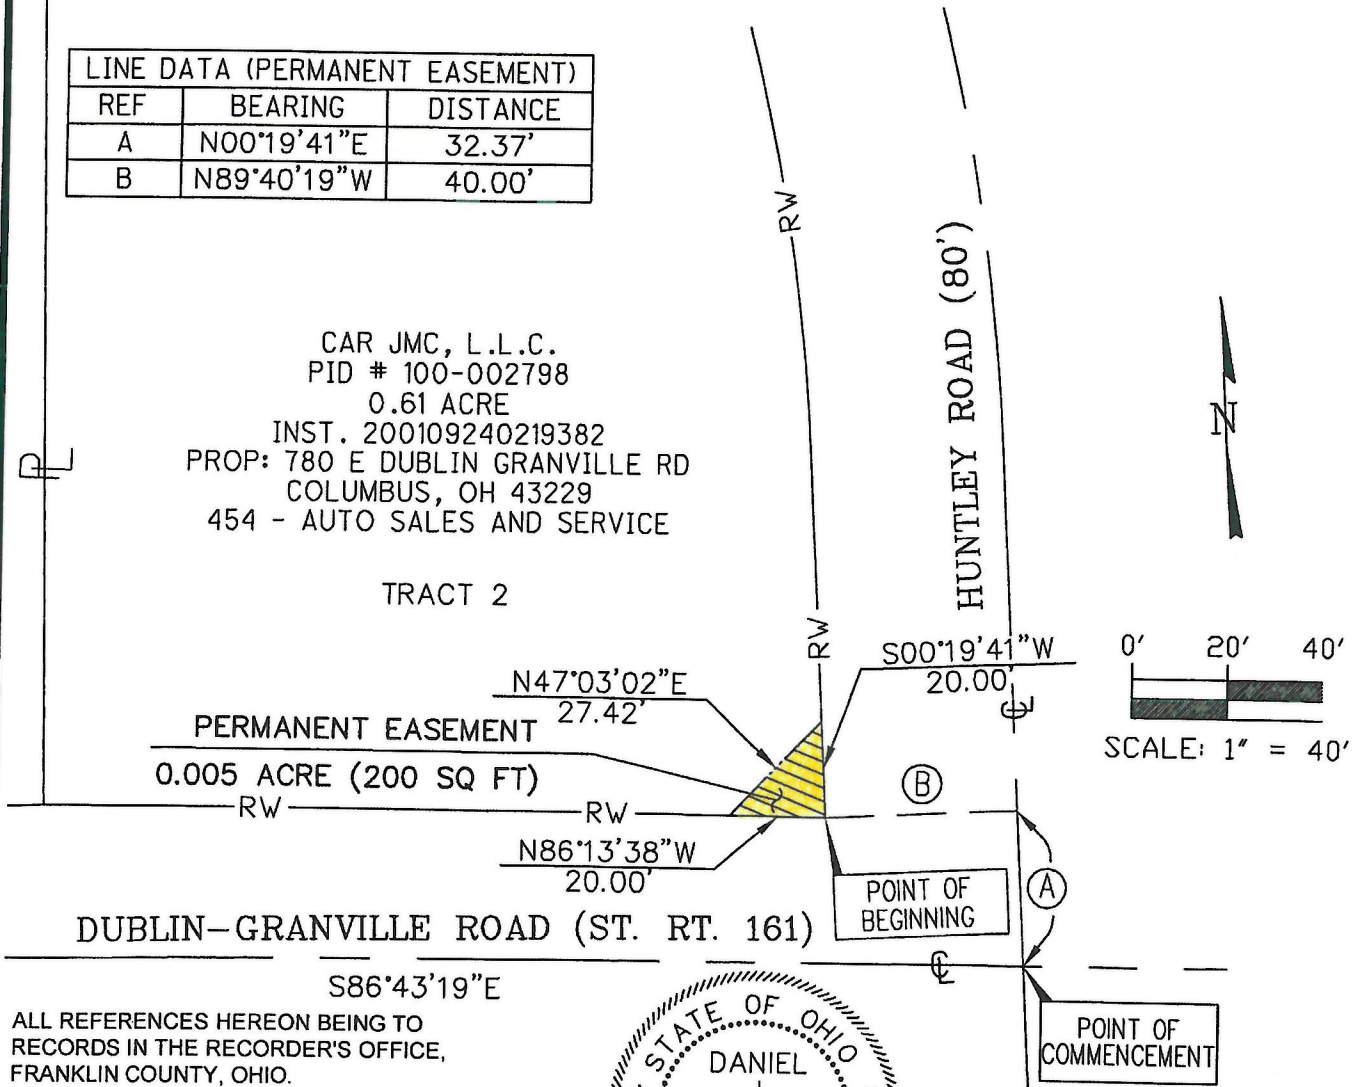 LINE DATA (PERMANENT EASEMENT)
REF BEARING DISTANCE
A N00°19'41"E 32.37'
B N89°40'19"W 40.00'
RW
HUNTLEY ROAD (80')
CAR JMC, L.L.C.
PID # 100-002798
0.61 ACRE
INST. 200109240219382
PROP: 780 E DUBLIN GRANVILLE RD
COLUMBUS, OH 43229
454 - AUTO SALES AND SERVICE
TRACT 2
PL
N
RW
S00°19'41"W
20.00'
0' 20' 40'
SCALE: 1" = 40'
N47°03'02"E
27.42'
CL
PERMANENT EASEMENT
0.005 ACRE (200 SQ FT)
B
RW RW
N86°13'38"W
20.00'
POINT OF
BEGINNING
A
DUBLIN-GRANVILLE ROAD (ST. RT. 161)
CL
S86°43'19"E
POINT OF
COMMENCEMENT
ALL REFERENCES HEREON BEING TO
RECORDS IN THE RECORDER'S OFFICE,
FRANKLIN COUNTY, OHIO.
STATE OF OHIO
DANIEL